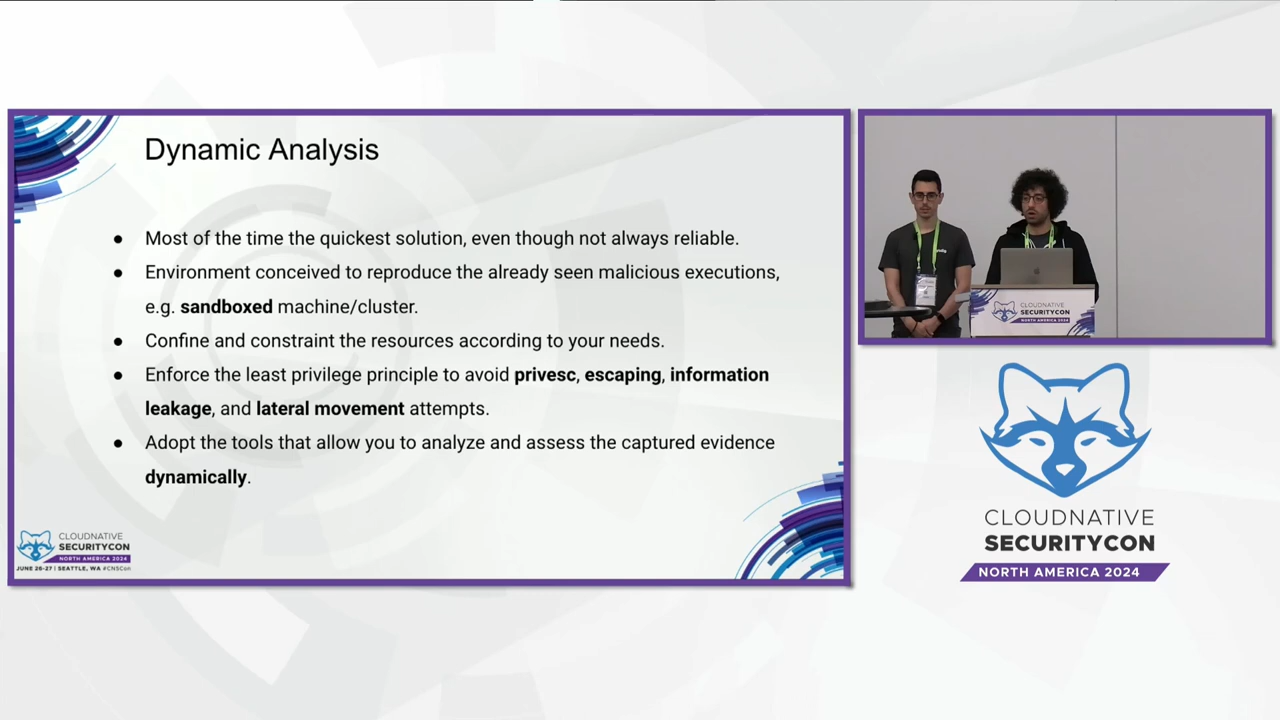 Dynamic Analysis
● Most of the time the quickest solution, even though not always reliable.
● Environment conceived to reproduce the already seen malicious executions,
e.g. sandboxed machine/cluster.
● Confine and constraint the resources according to your needs.
● Enforce the least privilege principle to avoid privesc, escaping, information
leakage, and lateral movement attempts.
● Adopt the tools that allow you to analyze and assess the captured evidence
dynamically.
CLOUDNATIVE
SECURITYCON
NORTH AMERICA 2024
JUNE 26-27 | SEATTLE, WA #CNSCon
CLOUDNATIVE
SECURITYCON
NORTH AMERICA 2024
CLOUDNATIVE
SECURITYCON
NORTH AMERICA 2024